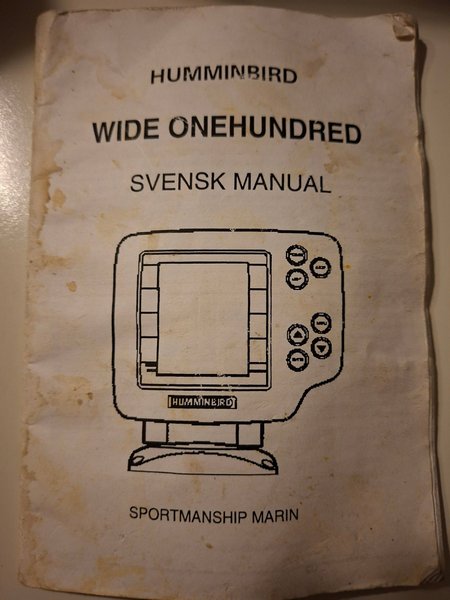 HUMMINBIRD
WIDE ONEHUNDRED
SVENSK MANUAL
HUMMINBIRD
SPORTMANSHIP MARIN